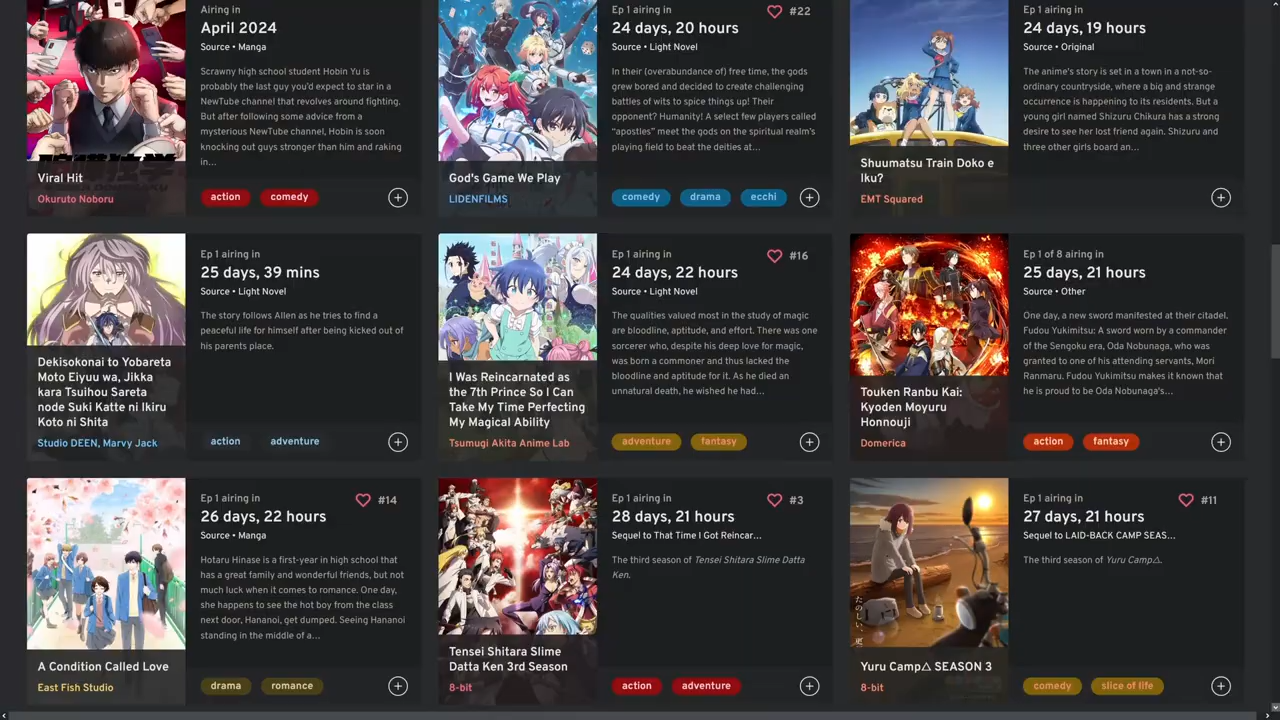 Airing in
April 2024
Source • Manga
Scrawny high school student Hobin Yu is
probably the last guy you'd expect to star in a
NewTube channel that revolves around fighting.
But after following some advice from a
mysterious NewTube channel, Hobin is soon
knocking out guys stronger than him and raking
in...
Viral Hit
Okuruto Noboru
action
comedy
Ep 1 airing in
#22
24 days, 20 hours
Source • Light Novel
In their (overabundance of) free time, the gods
grew bored and decided to create challenging
battles of wits to spice things up! Their
opponent? Humanity! A select few players called
“apostles” meet the gods on the spiritual realm's
playing field to beat the deities at...
God's Game We Play
LIDENFILMS
comedy
drama
ecchi
Ep 1 airing in
24 days, 19 hours
Source • Original
The anime's story is set in a town in a not-so-
ordinary countryside, where a big and strange
occurrence is happening to its residents. But a
young girl named Shizuru Chikura has a strong
desire to see her lost friend again. Shizuru and
three other girls board an...
Shuumatsu Train Doko e
Iku?
EMT Squared
Ep 1 airing in
25 days, 39 mins
Source • Light Novel
The story follows Allen as he tries to find a
peaceful life for himself after being kicked out of
his parents place.
Dekisokonai to Yobareta
Moto Eiyuu wa, Jikka
kara Tsuihou Sareta
node Suki Katte ni Ikiru
Koto ni Shita
Studio DEEN, Marvy Jack
action
adventure
Ep 1 airing in
#16
24 days, 22 hours
Source • Light Novel
The qualities valued most in the study of magic
are bloodline, aptitude, and effort. There was one
sorcerer who, despite his deep love for magic,
was born a commoner and thus lacked the
bloodline and aptitude for it. As he died an
unnatural death, he wished he had...
I Was Reincarnated as
the 7th Prince So I Can
Take My Time Perfecting
My Magical Ability
Tsumugi Akita Anime Lab
adventure
fantasy
Ep 1 of 8 airing in
25 days, 21 hours
Source • Other
One day, a new sword manifested at their citadel.
Fudou Yukimitsu: A sword worn by a commander
of the Sengoku era, Oda Nobunaga, who was
granted to one of his attending servants, Mori
Ranmaru. Fudou Yukimitsu makes it known that
he is proud to be Oda Nobunaga's...
Touken Ranbu Kai:
Kyoden Moyuru
Honnouji
Domerica
action
fantasy
Ep 1 airing in
#14
26 days, 22 hours
Source • Manga
Hotaru Hinase is a first-year in high school that
has a great family and wonderful friends, but not
much luck when it comes to romance. One day,
she happens to see the hot boy from the class
next door, Hananoi, get dumped. Seeing Hananoi
standing in the middle of a...
A Condition Called Love
East Fish Studio
drama
romance
Ep 1 airing in
#3
28 days, 21 hours
Sequel to That Time I Got Reincar...
The third season of Tensei Shitara Slime Datta
Ken.
Tensei Shitara Slime
Datta Ken 3rd Season
8-bit
action
adventure
Ep 1 airing in
#11
27 days, 21 hours
Sequel to LAID-BACK CAMP SEAS...
The third season of Yuru Camp△.
たのしい、更
Yuru Camp△ SEASON 3
8-bit
comedy
slice of life